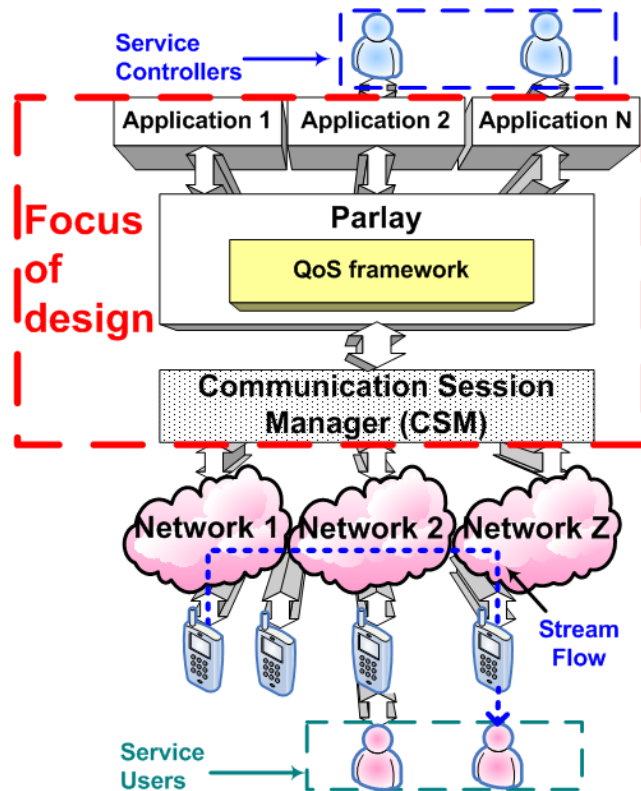 Service
Controllers
Application 1
Application 2
Application N
Focus
of
design
Parlay
QoS framework
Communication Session
Manager (CSM)
Network 1
Network 2
Network Z
Stream
Flow
Service
Users